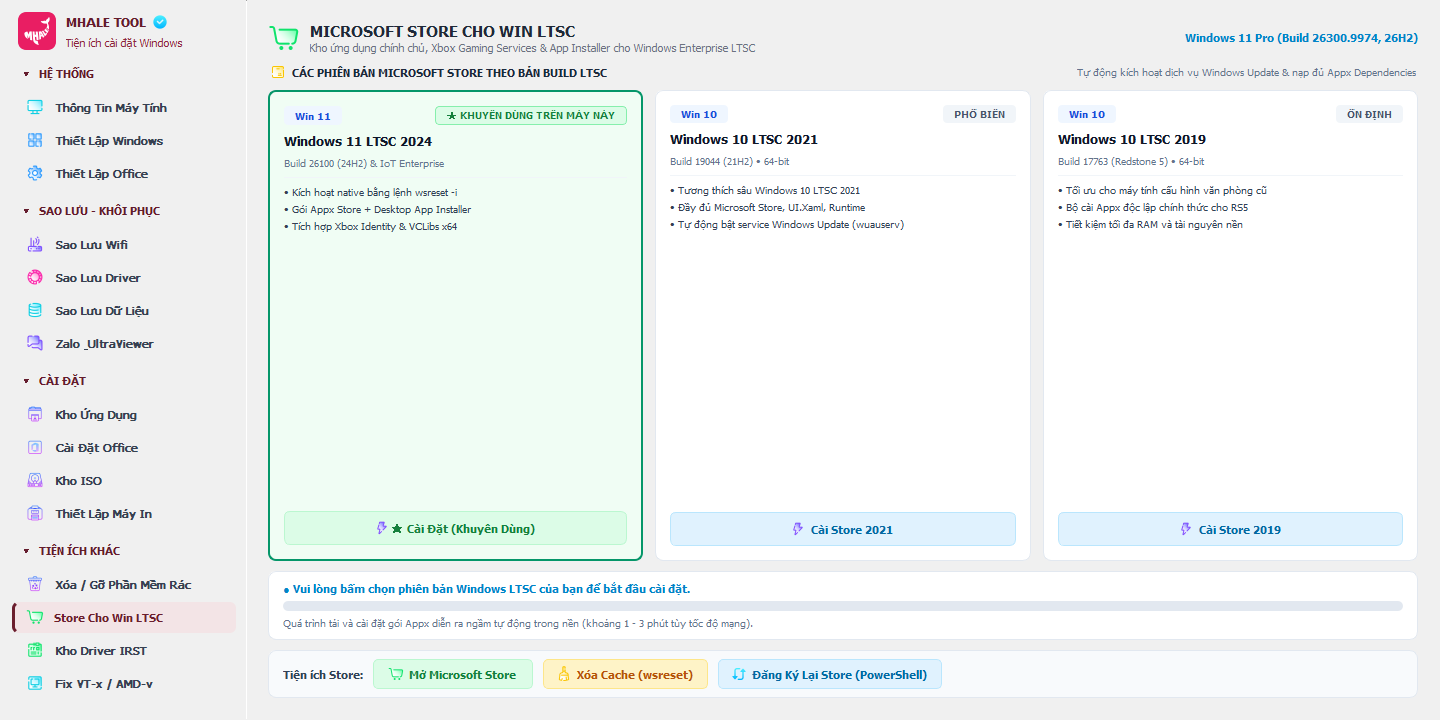 MHALE TOOL
Tiện ích cài đặt Windows
MHALE
HỆ THỐNG
Thông Tin Máy Tính
Thiết Lập Windows
Thiết Lập Office
SAO LƯU - KHÔI PHỤC
Sao Lưu Wifi
Sao Lưu Driver
Sao Lưu Dữ Liệu
Zalo _UltraViewer
CÀI ĐẶT
Kho Ứng Dụng
Cài Đặt Office
Kho ISO
Thiết Lập Máy In
TIỆN ÍCH KHÁC
Xóa / Gỡ Phần Mềm Rác
Store Cho Win LTSC
Kho Driver IRST
Fix VT-x / AMD-v
MICROSOFT STORE CHO WIN LTSC
Kho ứng dụng chính chủ, Xbox Gaming Services & App Installer cho Windows Enterprise LTSC
Windows 11 Pro (Build 26300.9974, 26H2)
CÁC PHIÊN BẢN MICROSOFT STORE THEO BẢN BUILD LTSC
Tự động kích hoạt dịch vụ Windows Update & nạp đủ Appx Dependencies
Win 11
★ KHUYÊN DÙNG TRÊN MÁY NÀY
Windows 11 LTSC 2024
Build 26100 (24H2) & IoT Enterprise
• Kích hoạt native bằng lệnh wsreset -i
• Gói Appx Store + Desktop App Installer
• Tích hợp Xbox Identity & VCLibs x64
★ Cài Đặt (Khuyên Dùng)
Win 10
PHỔ BIẾN
Windows 10 LTSC 2021
Build 19044 (21H2) • 64-bit
• Tương thích sâu Windows 10 LTSC 2021
• Đầy đủ Microsoft Store, UI.Xaml, Runtime
• Tự động bật service Windows Update (wuauserv)
Cài Store 2021
Win 10
ỔN ĐỊNH
Windows 10 LTSC 2019
Build 17763 (Redstone 5) • 64-bit
• Tối ưu cho máy tính cấu hình văn phòng cũ
• Bộ cài Appx độc lập chính thức cho RS5
• Tiết kiệm tối đa RAM và tài nguyên nền
Cài Store 2019
● Vui lòng bấm chọn phiên bản Windows LTSC của bạn để bắt đầu cài đặt.
Quá trình tải và cài đặt gói Appx diễn ra ngầm tự động trong nền (khoảng 1 - 3 phút tùy tốc độ mạng).
Tiện ích Store:
Mở Microsoft Store
Xóa Cache (wsreset)
Đăng Ký Lại Store (PowerShell)